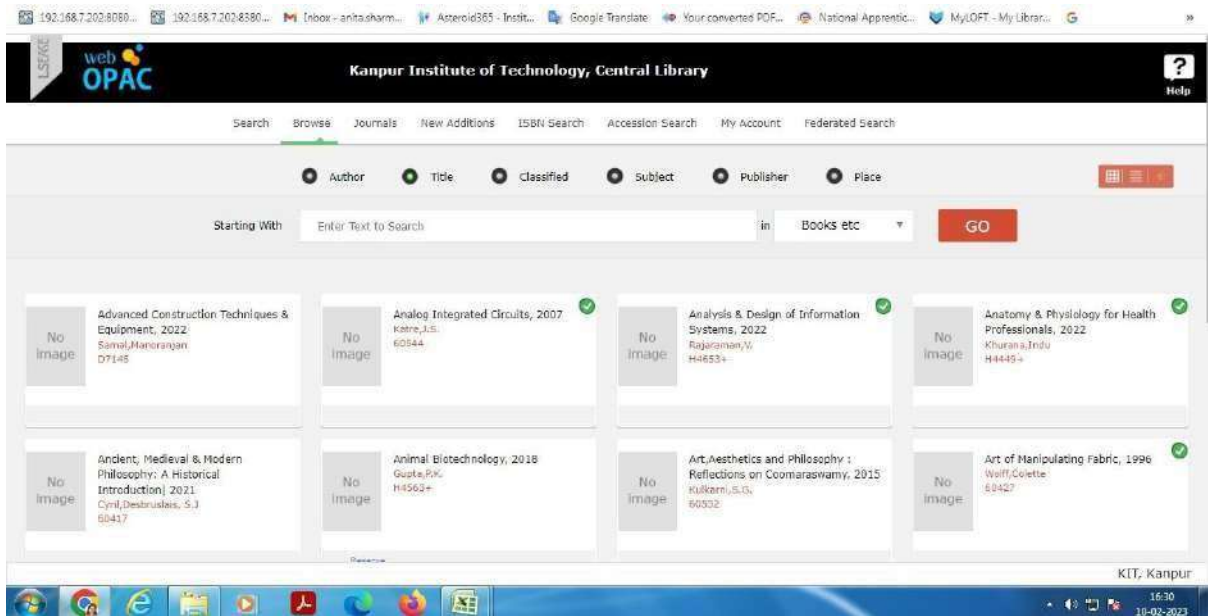 192.168.7.202:8080... 192.168.7.202:8380... Inbox - anita.sharm... Asteroid365 - Instit... Google Translate Your converted PDF... National Apprentic... MyLOFT - My Librar... »
LSEASE
web
OPAC
Kanpur Institute of Technology, Central Library
?
Help
Search Browse Journals New Additions ISBN Search Accession Search My Account Federated Search
Author Title Classified Subject Publisher Place
Starting With Enter Text to Search in Books etc GO
No
Image
Advanced Construction Techniques &
Equipment, 2022
Samal,Manoranjan
D7145
No
Image
Analog Integrated Circuits, 2007
Katre,J.S.
60544
No
Image
Analysis & Design of Information
Systems, 2022
Rajaraman,V.
H4653+
No
Image
Anatomy & Physiology for Health
Professionals, 2022
Khurana,Indu
H4449+
No
Image
Ancient, Medieval & Modern
Philosophy: A Historical
Introduction| 2021
Cyril,Desbruslais, S.J
60417
No
Image
Animal Biotechnology, 2018
Gupta,P.K.
H4563+
No
Image
Art,Aesthetics and Philosophy :
Reflections on Coomaraswamy, 2015
Kulkarni,S.G.
60532
No
Image
Art of Manipulating Fabric, 1996
Wolff,Colette
60427
Reserve
KIT, Kanpur
16:30
10-02-2023